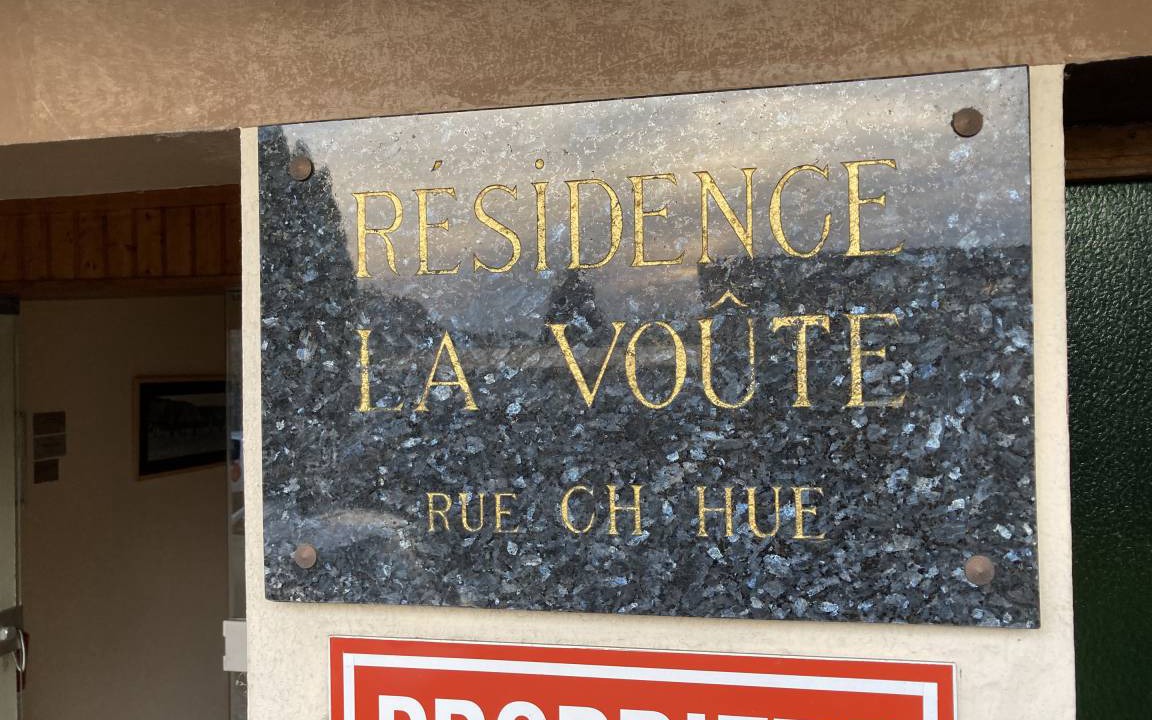 RÉSIDENCE
LA VOÛTE
RUE CH HUE